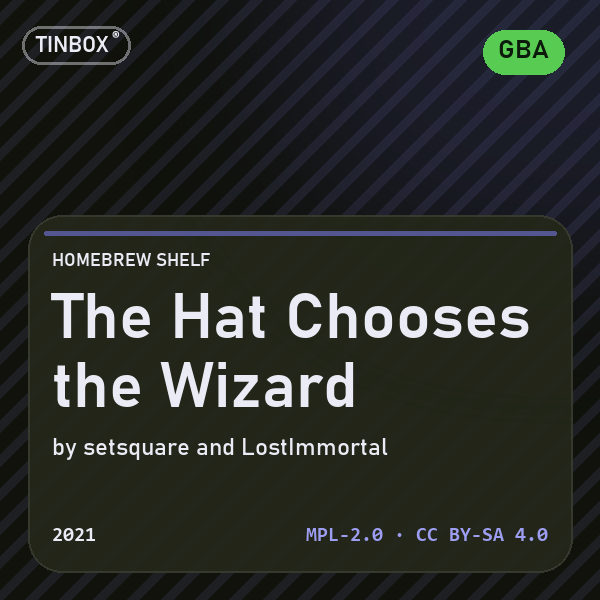 TINBOX®
GBA
HOMEBREW SHELF
The Hat Chooses
the Wizard
by setsquare and LostImmortal
2021
MPL-2.0 · CC BY-SA 4.0